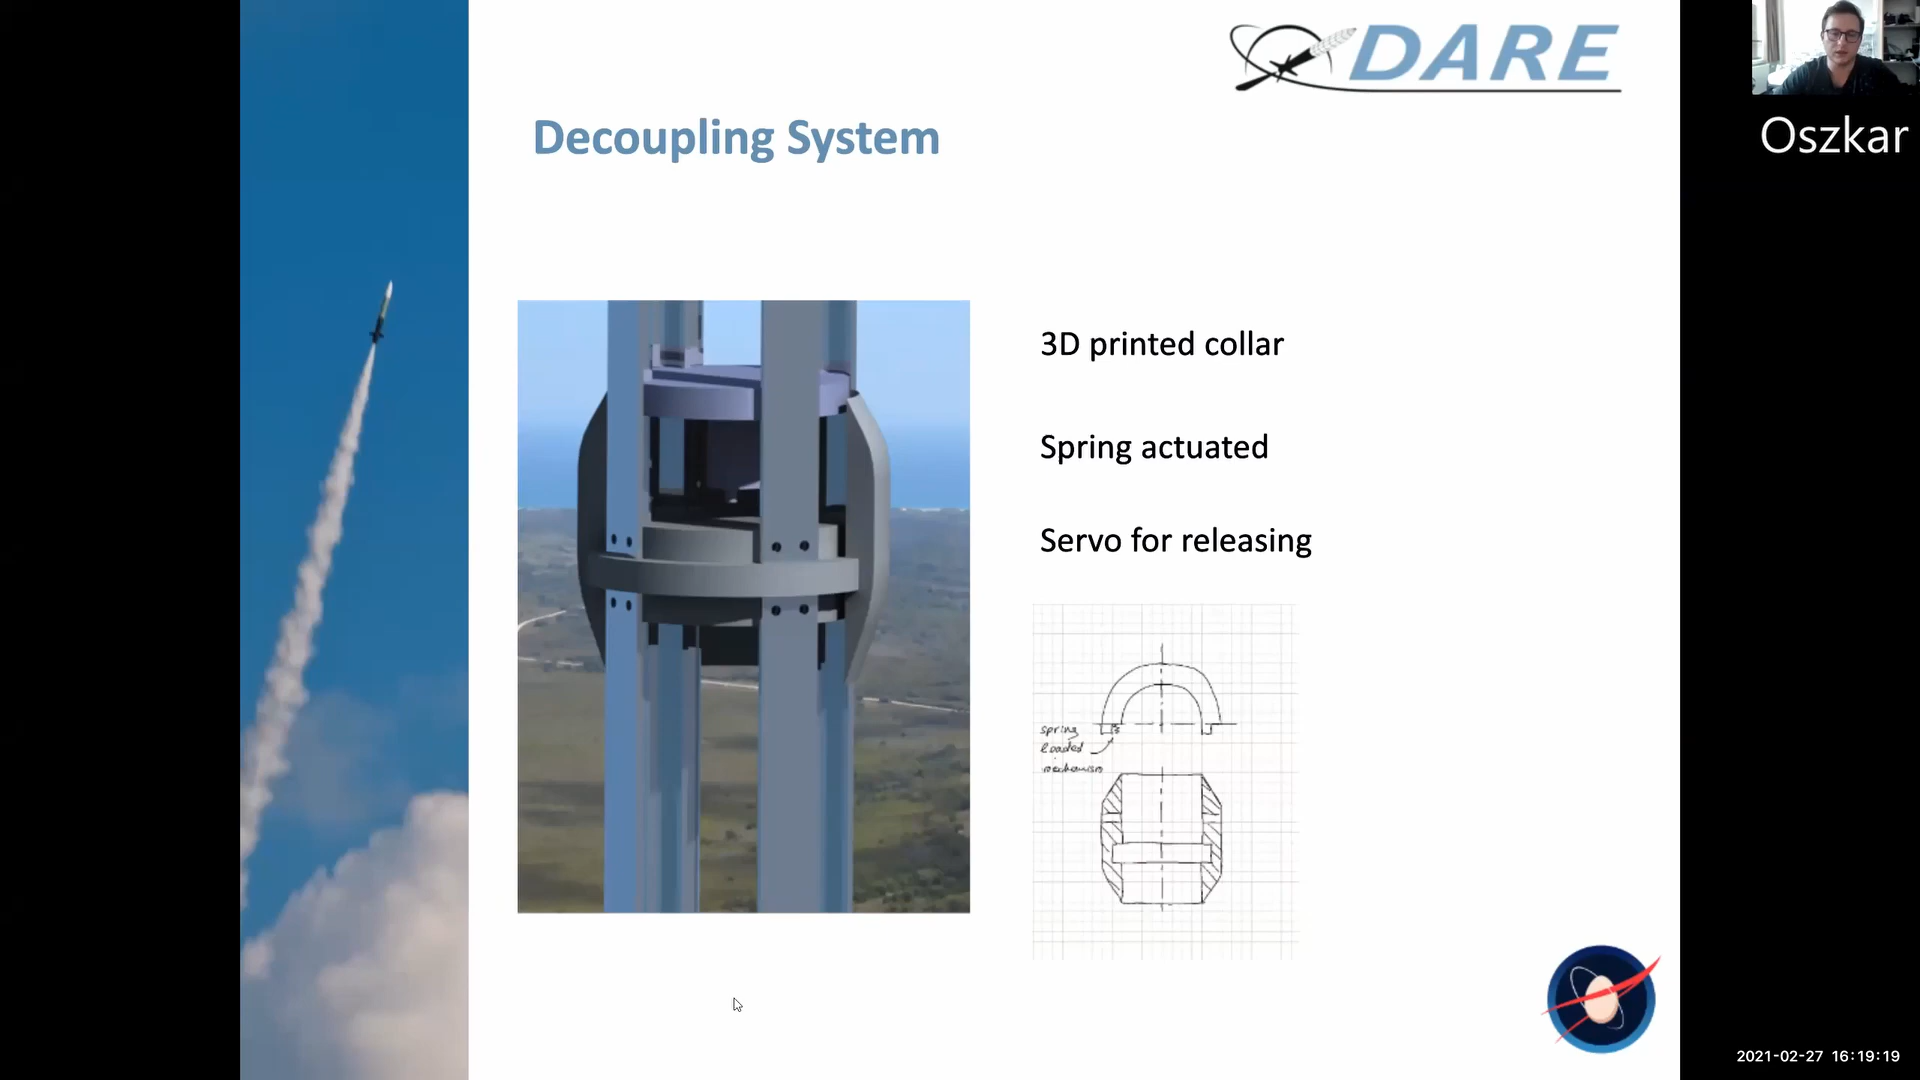 DARE
Decoupling System
3D printed collar
Spring actuated
Servo for releasing
spring
loaded
mechanism
Oszkar
2021-02-27 16:19:19